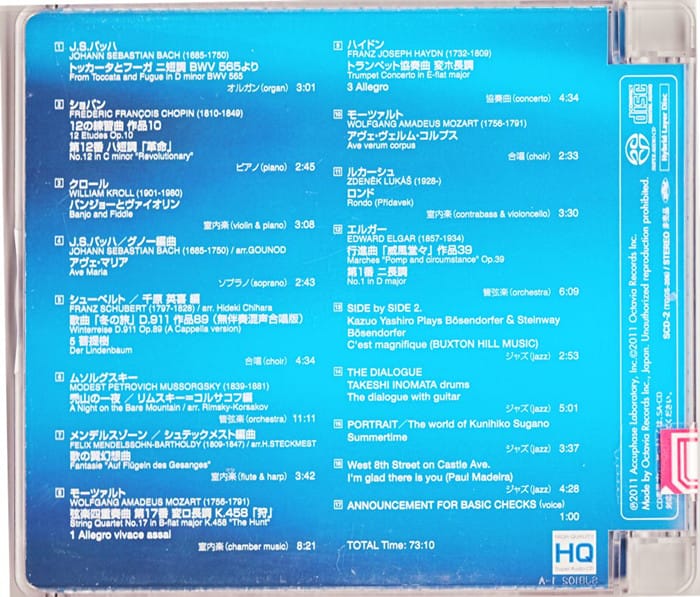 1 J.S.バッハ
JOHANN SEBASTIAN BACH (1685-1750)
トッカータとフーガ ニ短調 BWV 565より
From Toccata and Fugue in D minor BWV 565
オルガン(organ) 3:01
2 ショパン
FRÉDÉRIC FRANÇOIS CHOPIN (1810-1849)
12の練習曲 作品10
12 Etudes Op.10
第12番 ハ短調「革命」
No.12 in C minor "Revolutionary"
ピアノ(piano) 2:45
3 クロール
WILLIAM KROLL (1901-1980)
バンジョーとヴァイオリン
Banjo and Fiddle
室内楽(violin & piano) 3:08
4 J.S.バッハ／グノー編曲
JOHANN SEBASTIAN BACH (1685-1750) / arr.GOUNOD
アヴェ・マリア
Ave Maria
ソプラノ(soprano) 2:43
5 シューベルト／千原 英喜 編
FRANZ SCHUBERT (1797-1828) / arr. Hideki Chihara
歌曲「冬の旅」D.911 作品89（無伴奏混声合唱版）
Winterreise D.911 Op.89 (A Cappella version)
5 菩提樹
Der Lindenbaum
合唱(choir) 4:34
6 ムソルグスキー
MODEST PETROVICH MUSSORGSKY (1839-1881)
禿山の一夜 ／ リムスキー＝コルサコフ編
A Night on the Bare Mountain / arr. Rimsky-Korsakov
管弦楽(orchestra) 11:11
7 メンデルスゾーン ／ シュテックメスト編曲
FELIX MENDELSSOHN-BARTHOLDY (1809-1847) / arr.H.STECKMEST
歌の翼幻想曲
Fantasie "Auf Flügeln des Gesanges"
室内楽(flute & harp) 3:42
8 モーツァルト
WOLFGANG AMADEUS MOZART (1756-1791)
弦楽四重奏曲 第17番 変ロ長調 K.458「狩」
String Quartet No.17 in B-flat major K.458 "The Hunt"
1 Allegro vivace assai
室内楽(chamber music) 8:21
9 ハイドン
FRANZ JOSEPH HAYDN (1732-1809)
トランペット協奏曲 変ホ長調
Trumpet Concerto in E-flat major
3 Allegro
協奏曲(concerto) 4:34
10 モーツァルト
WOLFGANG AMADEUS MOZART (1756-1791)
アヴェ・ヴェルム・コルプス
Ave verum corpus
合唱(choir) 2:33
11 ルカーシュ
ZDENĚK LUKÁŠ (1928-)
ロンド
Rondo (Přídavek)
室内楽(contrabass & violoncello) 3:30
12 エルガー
EDWARD ELGAR (1857-1934)
行進曲「威風堂々」作品39
Marches "Pomp and circumstance" Op.39
第1番 ニ長調
No.1 in D major
管弦楽(orchestra) 6:09
13 SIDE by SIDE 2.
Kazuo Yashiro Plays Bösendorfer & Steinway
Bösendorfer
C'est magnifique (BUXTON HILL MUSIC)
ジャズ(jazz) 2:53
14 THE DIALOGUE
TAKESHI INOMATA drums
The dialogue with guitar
ジャズ(jazz) 5:01
15 PORTRAIT／The world of Kunihiko Sugano
Summertime
ジャズ(jazz) 3:37
16 West 8th Street on Castle Ave.
I'm glad there is you (Paul Madeira)
ジャズ(jazz) 4:28
17 ANNOUNCEMENT FOR BASIC CHECKS (voice)
1:00
TOTAL Time: 73:10
HIGH QUALITY
HQ
Super Audio CD
COMPACT
disc
DIGITAL AUDIO
SUPER AUDIO CD
Hybrid Layer Disc
SCD-2 STEREO 非売品
℗2011 Accuphase Laboratory, Inc.©2011 Octavia Records Inc.
Made by Octavia Records Inc., Japan. Unauthorized reproduction prohibited.